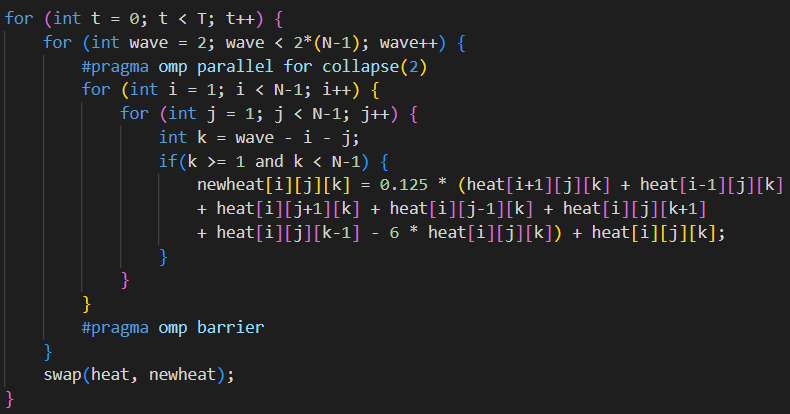 for (int t = 0; t < T; t++) {
    for (int wave = 2; wave < 2*(N-1); wave++) {
        #pragma omp parallel for collapse(2)
        for (int i = 1; i < N-1; i++) {
            for (int j = 1; j < N-1; j++) {
                int k = wave - i - j;
                if(k >= 1 and k < N-1) {
                    newheat[i][j][k] = 0.125 * (heat[i+1][j][k] + heat[i-1][j][k]
                    + heat[i][j+1][k] + heat[i][j-1][k] + heat[i][j][k+1]
                    + heat[i][j][k-1] - 6 * heat[i][j][k]) + heat[i][j][k];
                }
            }
        }
        #pragma omp barrier
    }
    swap(heat, newheat);
}